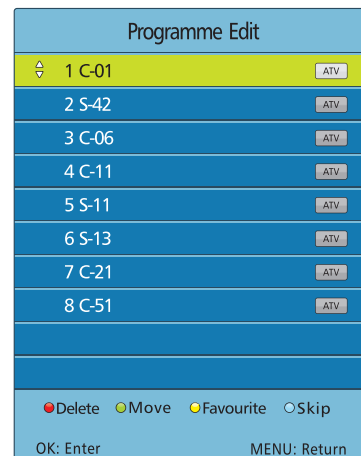 Programme Edit
1 C-01 ATV
2 S-42 ATV
3 C-06 ATV
4 C-11 ATV
5 S-11 ATV
6 S-13 ATV
7 C-21 ATV
8 C-51 ATV
Delete Move Favourite Skip
OK: Enter MENU: Return